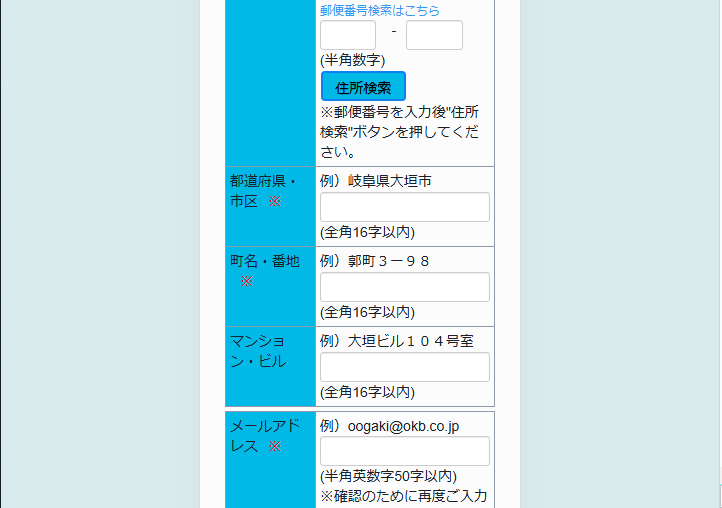 郵便番号検索はこちら
-
(半角数字)
住所検索
※郵便番号を入力後"住所
検索"ボタンを押してくだ
さい。
都道府県・
市区 ※
例）岐阜県大垣市
(全角16字以内)
町名・番地
※
例）郭町３－９８
(全角16字以内)
マンショ
ン・ビル
例）大垣ビル１０４号室
(全角16字以内)
メールアド
レス ※
例）oogaki@okb.co.jp
(半角英数字50字以内)
※確認のために再度ご入力